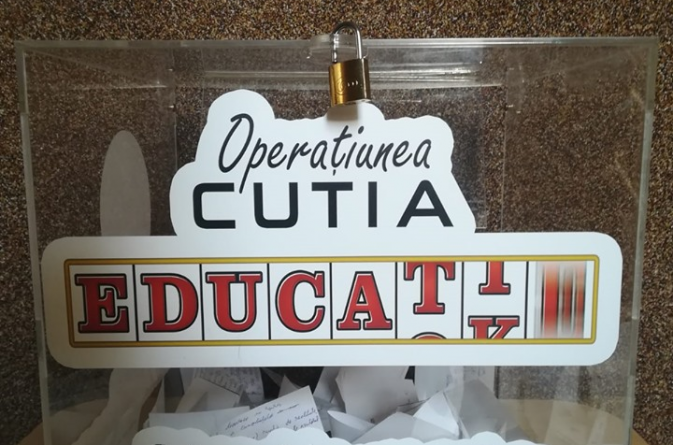 Operațiunea
CUTIA
EDUCATI
K